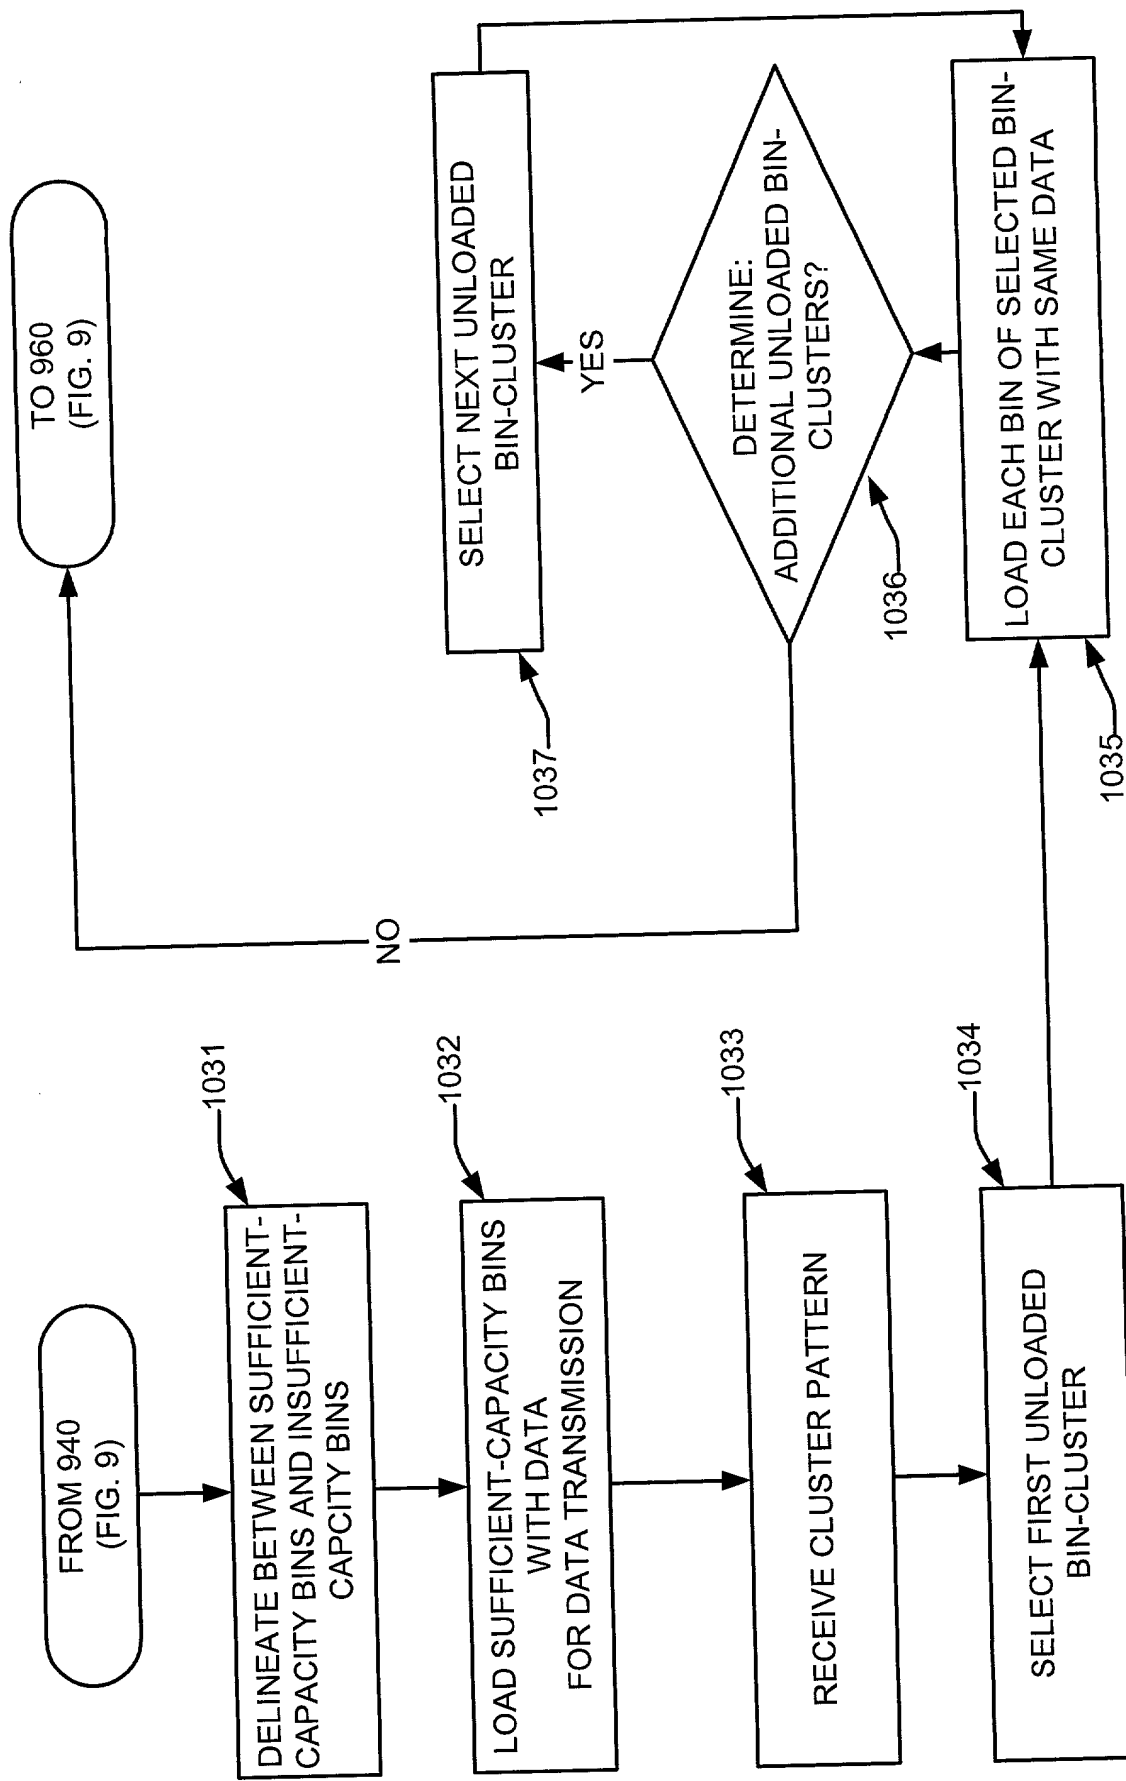 FROM 940
(FIG. 9)
1031
DELINEATE BETWEEN SUFFICIENT-
CAPACITY BINS AND INSUFFICIENT-
CAPCITY BINS
1032
LOAD SUFFICIENT-CAPACITY BINS
WITH DATA
FOR DATA TRANSMISSION
1033
RECEIVE CLUSTER PATTERN
1034
SELECT FIRST UNLOADED
BIN-CLUSTER
TO 960
(FIG. 9)
NO
1037
SELECT NEXT UNLOADED
BIN-CLUSTER
YES
DETERMINE:
ADDITIONAL UNLOADED BIN-
CLUSTERS?
1036
LOAD EACH BIN OF SELECTED BIN-
CLUSTER WITH SAME DATA
1035